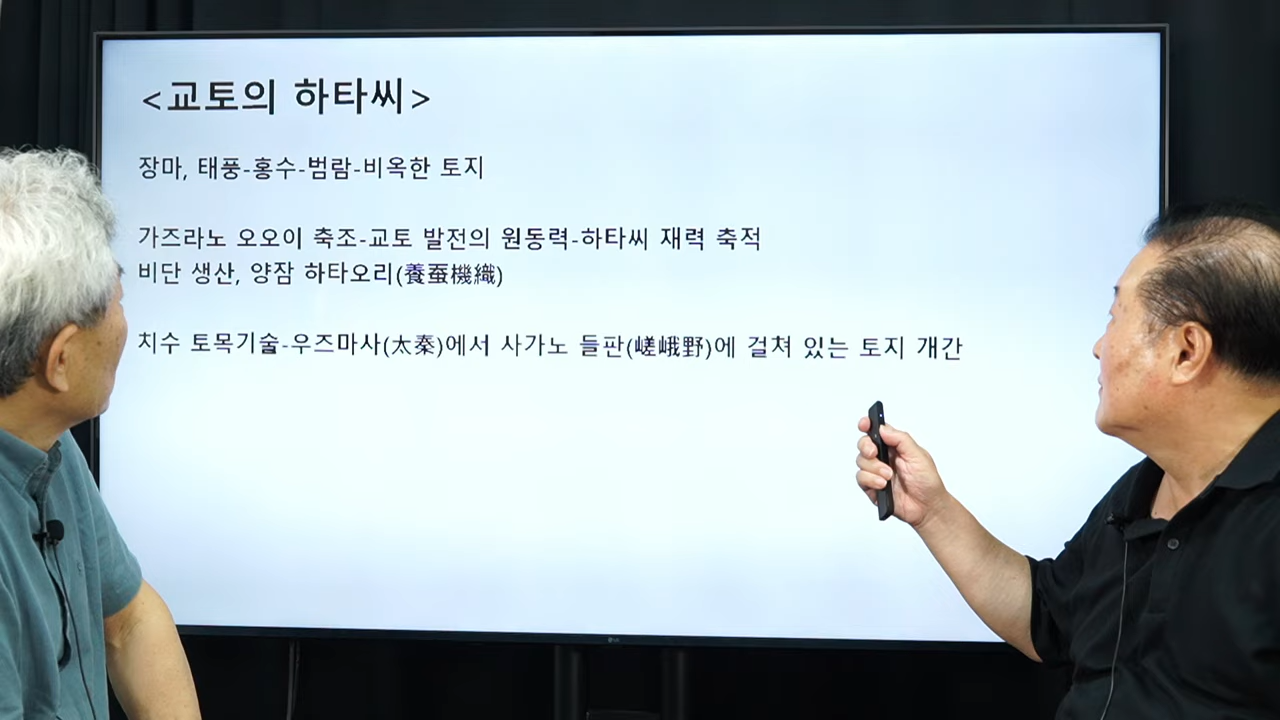 <교토의 하타씨>
장마, 태풍-홍수-범람-비옥한 토지
가즈라노 오오이 축조-교토 발전의 원동력-하타씨 재력 축적
비단 생산, 양잠 하타오리(養蚕機織)
치수 토목기술-우즈마사(太秦)에서 사가노 들판(嵯峨野)에 걸쳐 있는 토지 개간
LG